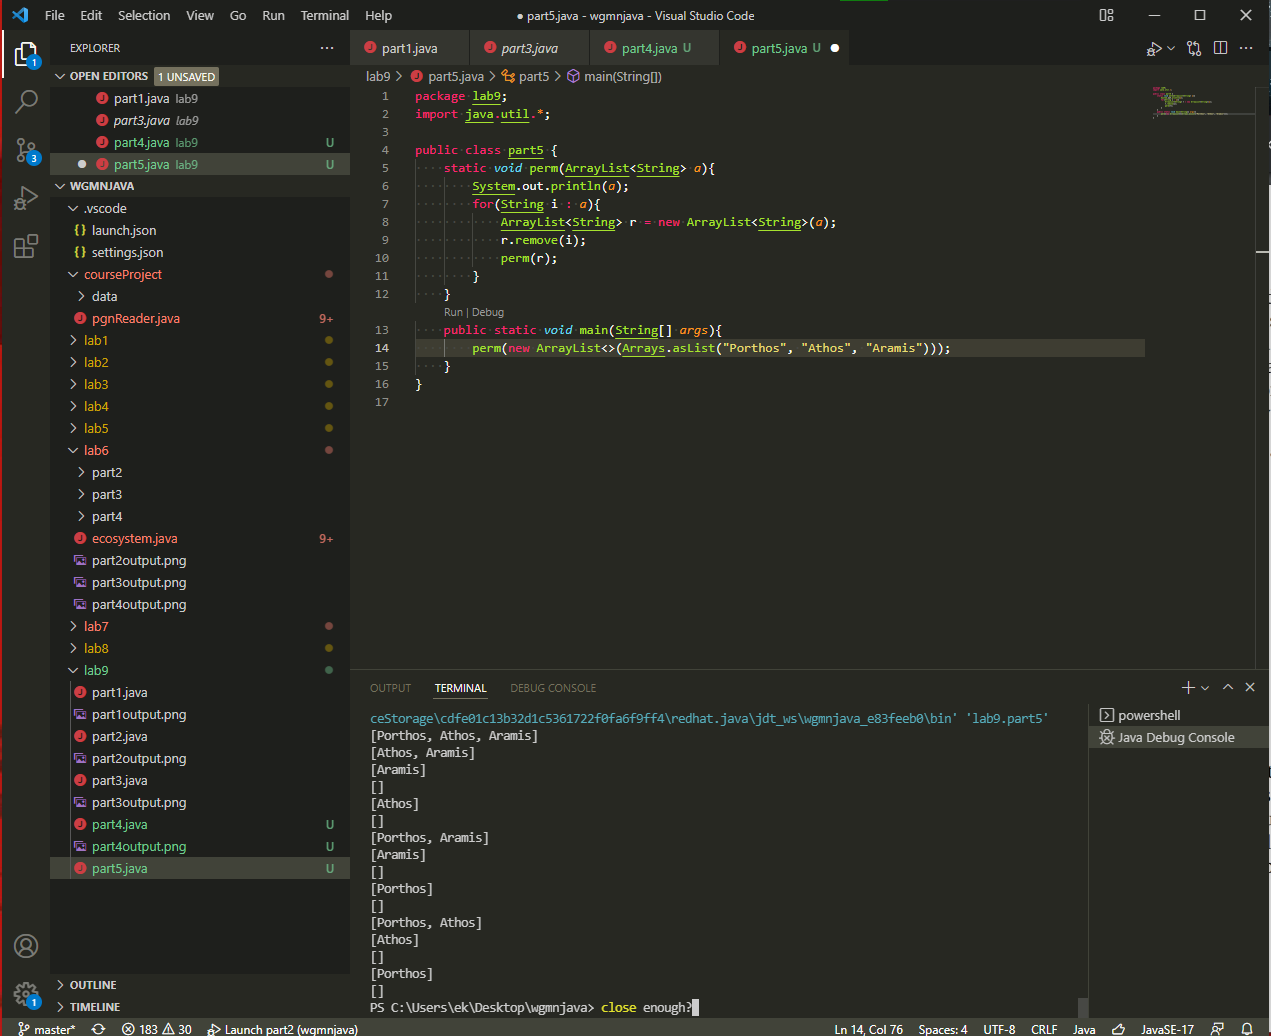 File Edit Selection View Go Run Terminal Help ● part5.java - wgmnjava - Visual Studio Code
EXPLORER ···
OPEN EDITORS 1 UNSAVED
part1.java lab9
part3.java lab9
part4.java lab9 U
part5.java lab9 U
WGMNJAVA
.vscode
{} launch.json
{} settings.json
courseProject
data
pgnReader.java 9+
lab1
lab2
lab3
lab4
lab5
lab6
part2
part3
part4
ecosystem.java 9+
part2output.png
part3output.png
part4output.png
lab7
lab8
lab9
part1.java
part1output.png
part2.java
part2output.png
part3.java
part3output.png
part4.java U
part4output.png U
part5.java U
OUTLINE
TIMELINE
1
3
1
part1.java part3.java part4.java U part5.java U ●
lab9 > part5.java > part5 > main(String[])
1 package lab9;
2 import java.util.*;
3
4 public class part5 {
5 static void perm(ArrayList<String> a){
6 System.out.println(a);
7 for(String i : a){
8 ArrayList<String> r = new ArrayList<String>(a);
9 r.remove(i);
10 perm(r);
11 }
12 }
Run | Debug
13 public static void main(String[] args){
14 perm(new ArrayList<>(Arrays.asList("Porthos", "Athos", "Aramis")));
15 }
16 }
17
OUTPUT TERMINAL DEBUG CONSOLE
ceStorage\cdfe01c13b32d1c5361722f0fa6f9ff4\redhat.java\jdt_ws\wgmnjava_e83feeb0\bin' 'lab9.part5'
[Porthos, Athos, Aramis]
[Athos, Aramis]
[Aramis]
[]
[Athos]
[]
[Porthos, Aramis]
[Aramis]
[]
[Porthos]
[]
[Porthos, Athos]
[Athos]
[]
[Porthos]
[]
PS C:\Users\ek\Desktop\wgmnjava> close enough?
powershell
Java Debug Console
master* 183 30 Launch part2 (wgmnjava) Ln 14, Col 76 Spaces: 4 UTF-8 CRLF Java JavaSE-17